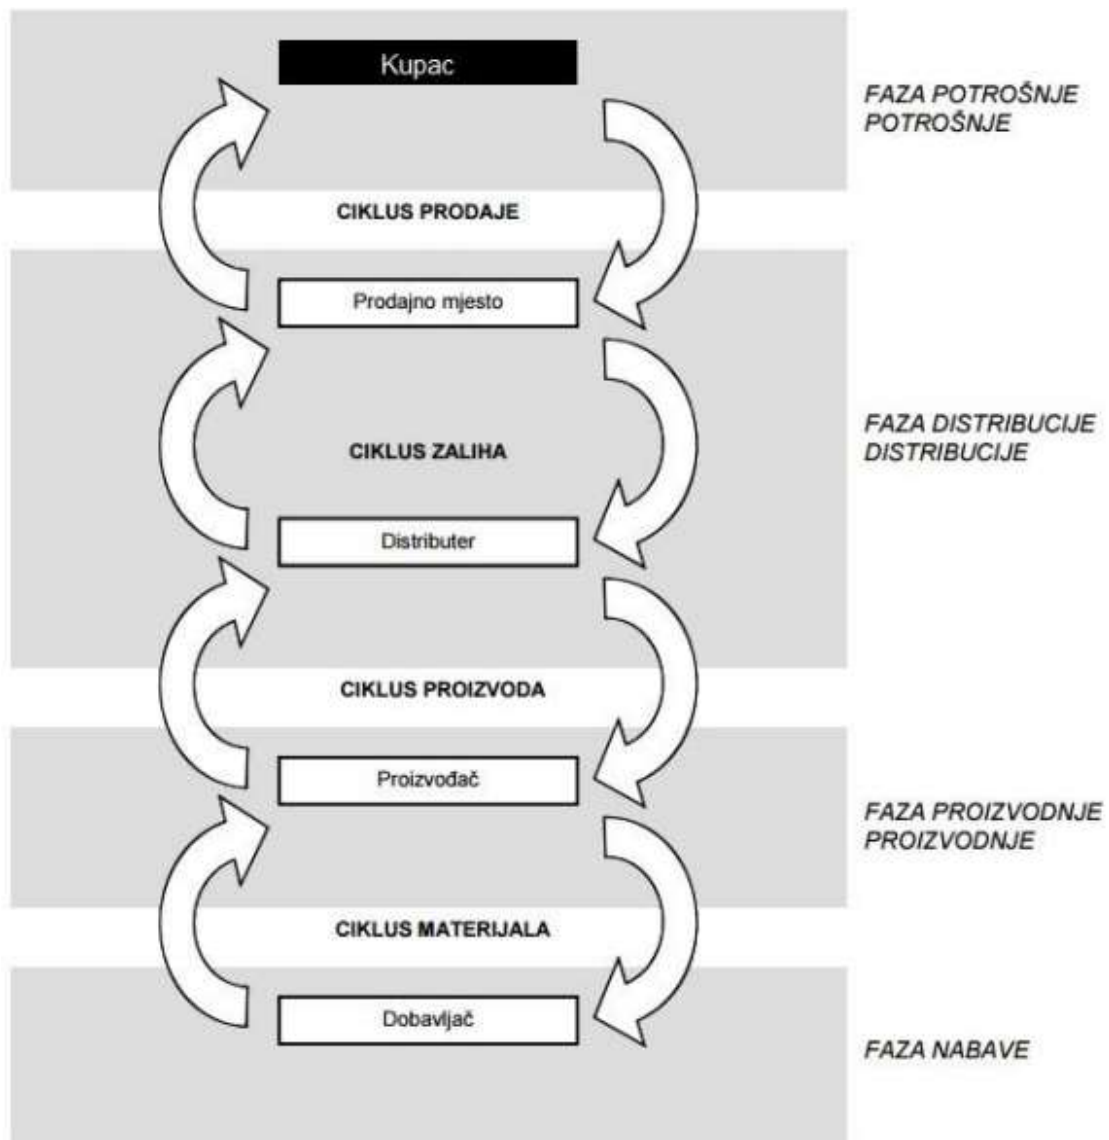 Kupac
FAZA POTROŠNJE
POTROŠNJE
CIKLUS PRODAJE
Prodajno mjesto
FAZA DISTRIBUCIJE
DISTRIBUCIJE
CIKLUS ZALIHA
Distributer
CIKLUS PROIZVODA
Proizvođač
FAZA PROIZVODNJE
PROIZVODNJE
CIKLUS MATERIJALA
Dobavljač
FAZA NABAVE